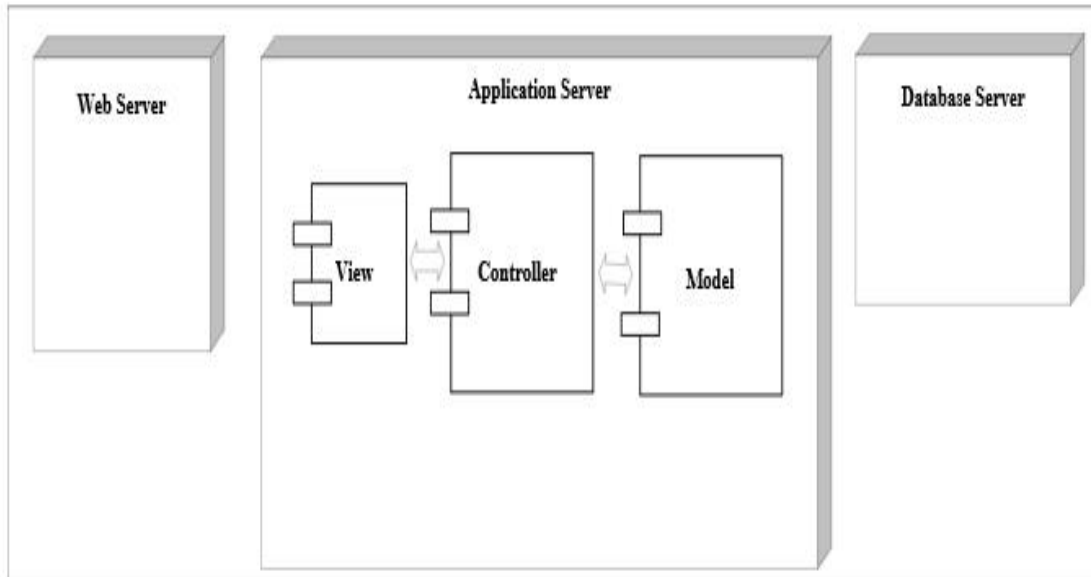 Web Server
Application Server
Database Server
View
Controller
Model